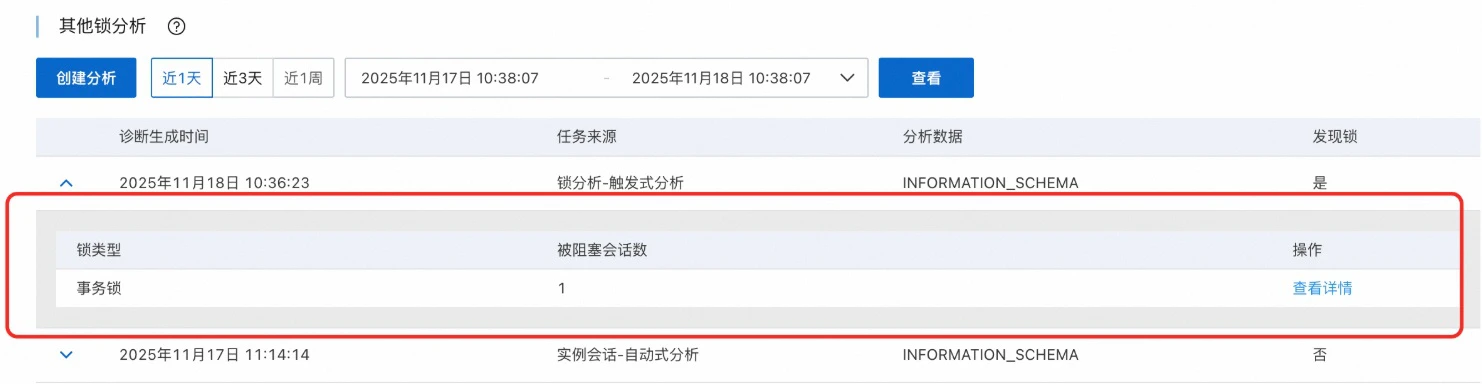 其他锁分析 ?
创建分析 近1天 近3天 近1周 2025年11月17日 10:38:07 - 2025年11月18日 10:38:07 查看
诊断生成时间 任务来源 分析数据 发现锁
2025年11月18日 10:36:23 锁分析-触发式分析 INFORMATION_SCHEMA 是
锁类型 被阻塞会话数 操作
事务锁 1 查看详情
2025年11月17日 11:14:14 实例会话-自动式分析 INFORMATION_SCHEMA 否